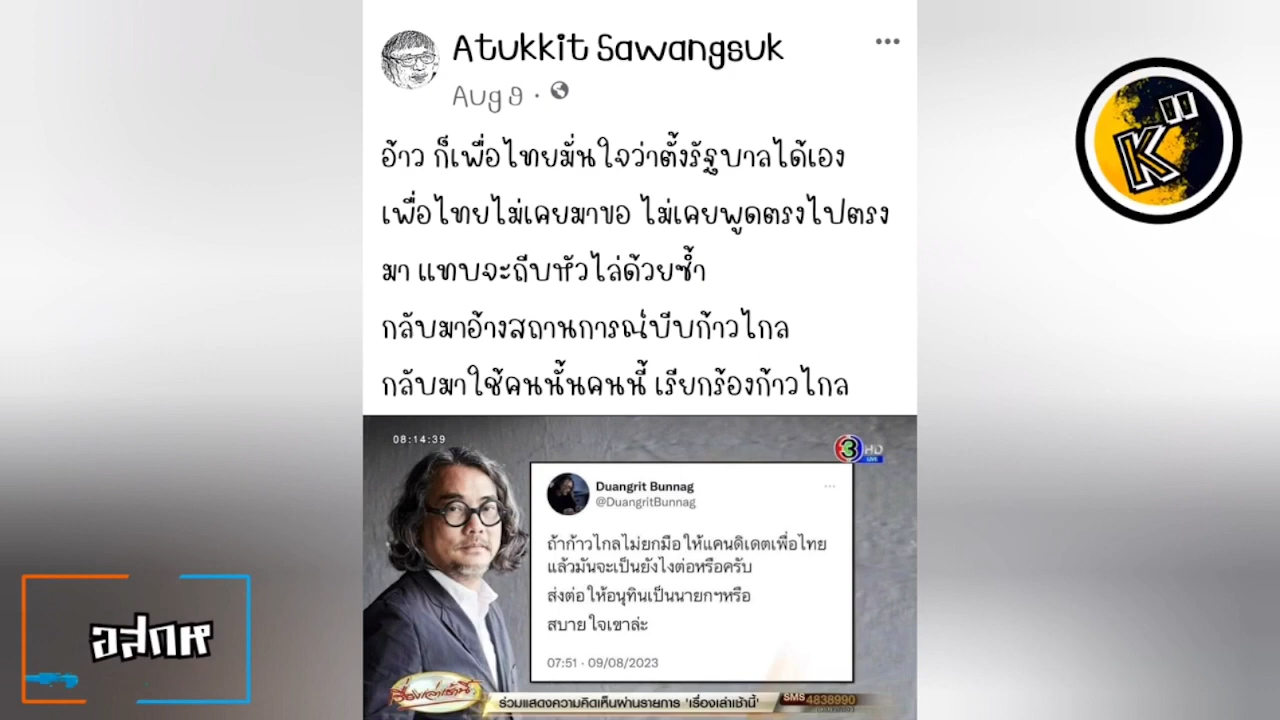 Atukkit Sawangsuk
Aug 9 ·
K"
อ้าว ก็เพื่อไทยมั่นใจว่าตั้งรัฐบาลได้เอง
เพื่อไทยไม่เคยมาขอ ไม่เคยพูดตรงไปตรง
มา แทบจะถีบหัวไล่ด้วยซ้ำ
กลับมาอ้างสถานการณ์บีบก้าวไกล
กลับมาใช้คนนั้นคนนี้ เรียกร้องก้าวไกล
08:14:39
3 HD
LIVE
Duangrit Bunnag
@DuangritBunnag
ถ้าก้าวไกลไม่ยกมือ ให้แคนดิเดตเพื่อไทย
แล้วมันจะเป็นยังไงต่อหรือครับ
ส่งต่อ ให้อนุทินเป็นนายกฯหรือ
สบาย ใจเขาล่ะ
07:51 · 09/08/2023
อสกห
เรื่องเล่าเช้านี้
ร่วมแสดงความคิดเห็นผ่านรายการ 'เรื่องเล่าเช้านี้'
SMS 4838990